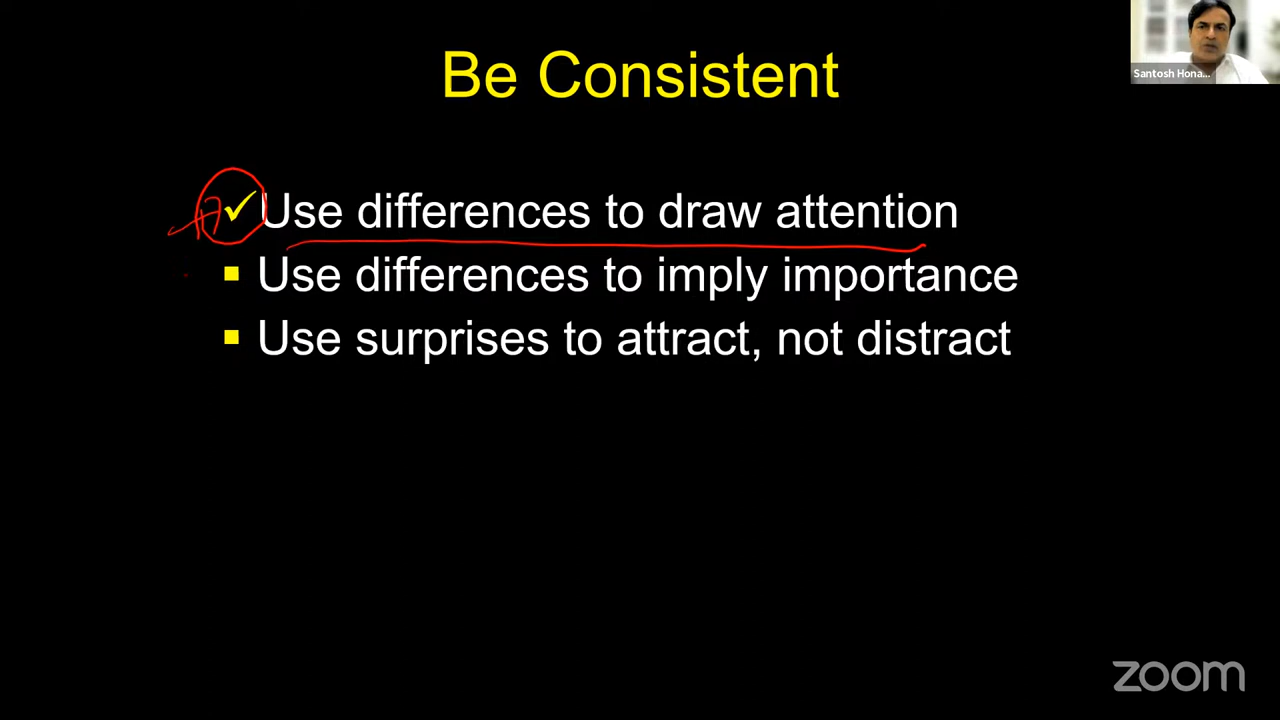 Be Consistent
Santosh Hona...
✓ Use differences to draw attention
▪ Use differences to imply importance
▪ Use surprises to attract, not distract
zoom